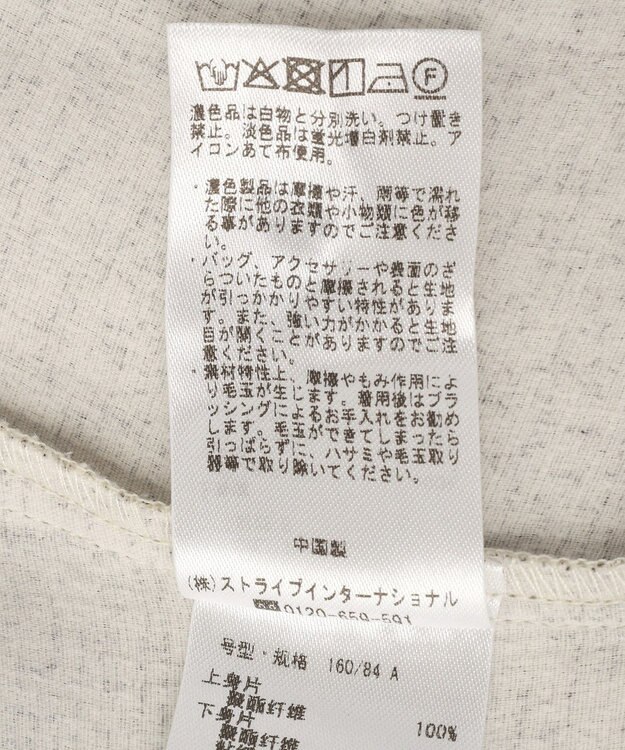 F
濃色品は白物と分別洗い。つけ置き
禁止。淡色品は蛍光増白剤禁止。ア
イロンあて布使用。
・濃色製品は摩擦や汗、雨等で濡れ
た際に他の衣類や小物類に色が移
る事がありますのでご注意くださ
い。
・バッグ、アクセサリーや表面のざ
らついたものと摩擦されると生地
が引っかかりやすい特性がありま
す。また、強い力がかかると生地
目が開くことがありますのでご注
意ください。
・素材特性上、摩擦やもみ作用によ
り毛玉が生じます。着用後はブラ
ッシングによるお手入れをお勧め
します。毛玉ができてしまったら
引っぱらずに、ハサミや毛玉取り
器等で取り除いてください。
中国製
(株)ストライプインターナショナル
0120-659-591
号型・规格 160/84 A
上身片
聚酯纤维 100%
下身片
聚酯纤维